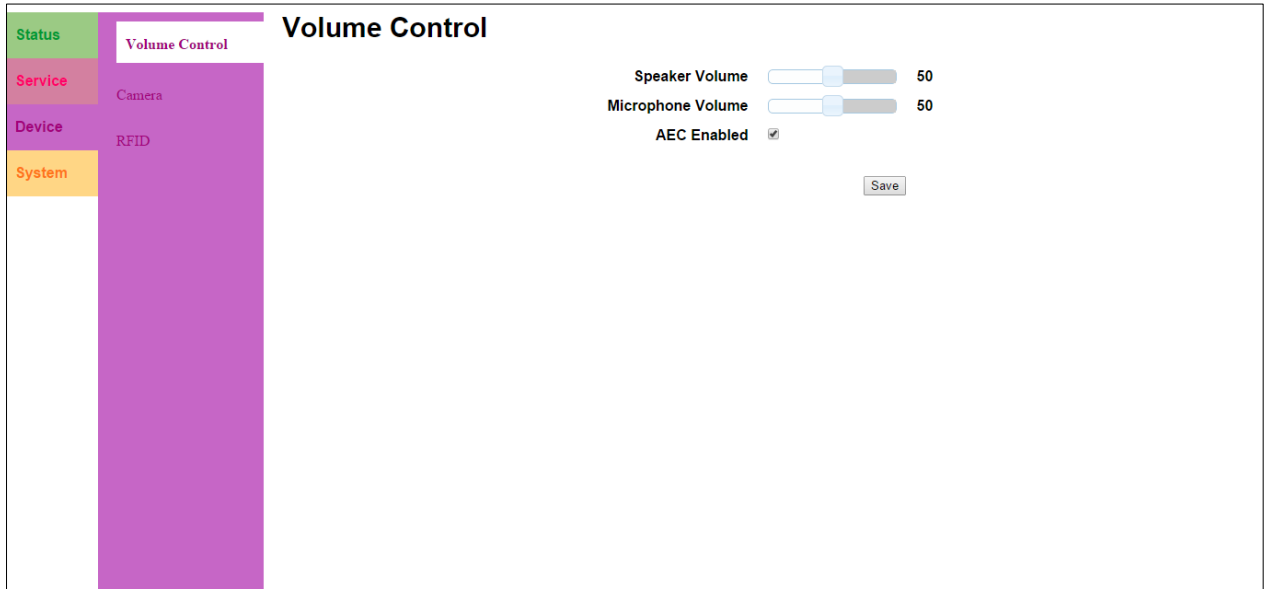 Status
Service
Device
System
Volume Control
Camera
RFID
Volume Control
Speaker Volume 50
Microphone Volume 50
AEC Enabled
Save